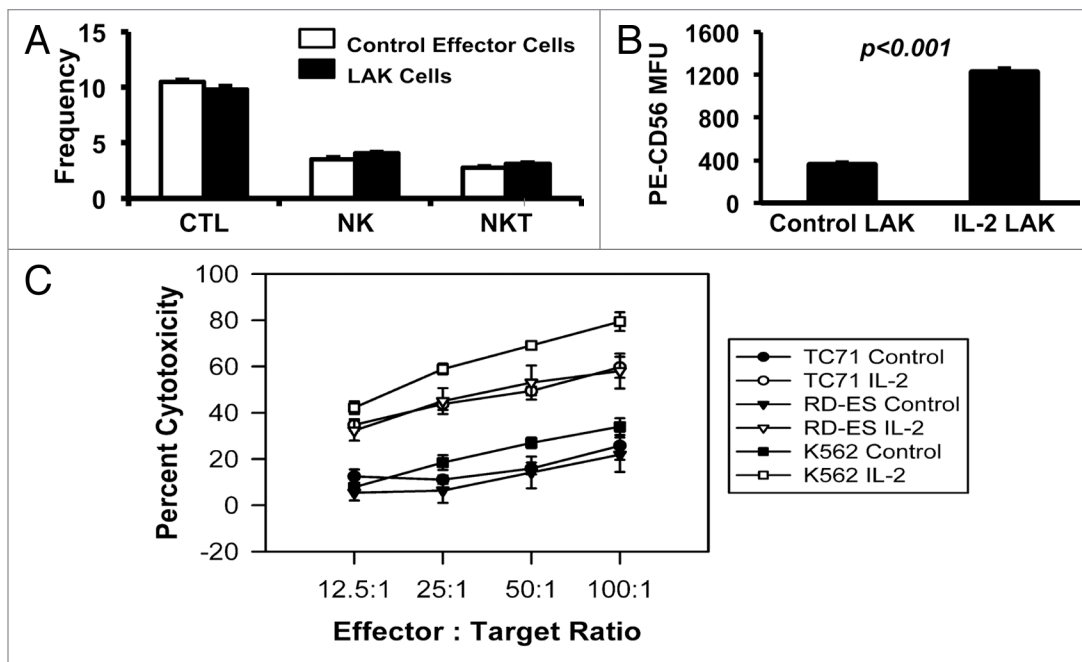 A
15
10
5
0
Frequency
Control Effector Cells
LAK Cells
CTL NK NKT
B
1600
1200
800
400
0
PE-CD56 MFU
p<0.001
Control LAK IL-2 LAK
C
100
80
60
40
20
0
-20
Percent Cytotoxicity
12.5:1 25:1 50:1 100:1
Effector : Target Ratio
TC71 Control
TC71 IL-2
RD-ES Control
RD-ES IL-2
K562 Control
K562 IL-2